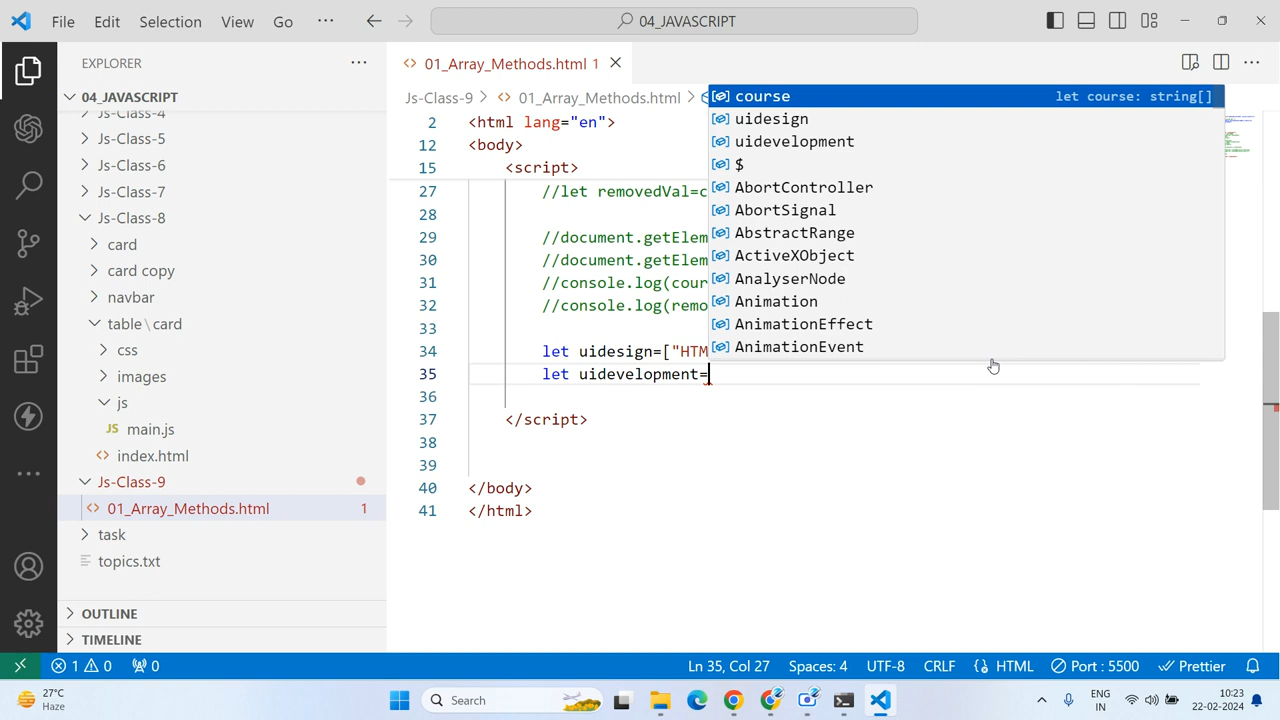 File Edit Selection View Go ··· 04_JAVASCRIPT
EXPLORER ···
04_JAVASCRIPT
Js-Class-4
Js-Class-5
Js-Class-6
Js-Class-7
Js-Class-8
card
card copy
navbar
table\card
css
images
js
JS main.js
<> index.html
Js-Class-9
<> 01_Array_Methods.html 1
task
topics.txt
OUTLINE
TIMELINE
<> 01_Array_Methods.html 1
Js-Class-9 > <> 01_Array_Methods.html >
2 <html lang="en">
12 <body>
15 <script>
27 //let removedVal=c
28
29 //document.getElem
30 //document.getElem
31 //console.log(cour
32 //console.log(remo
33
34 let uidesign=["HTM
35 let uidevelopment=
36
37 </script>
38
39
40 </body>
41 </html>
course let course: string[]
uidesign
uidevelopment
$
AbortController
AbortSignal
AbstractRange
ActiveXObject
AnalyserNode
Animation
AnimationEffect
AnimationEvent
1 0 0 Ln 35, Col 27 Spaces: 4 UTF-8 CRLF {} HTML Port : 5500 Prettier
27°C
Haze
Search
ENG
IN
10:23
22-02-2024